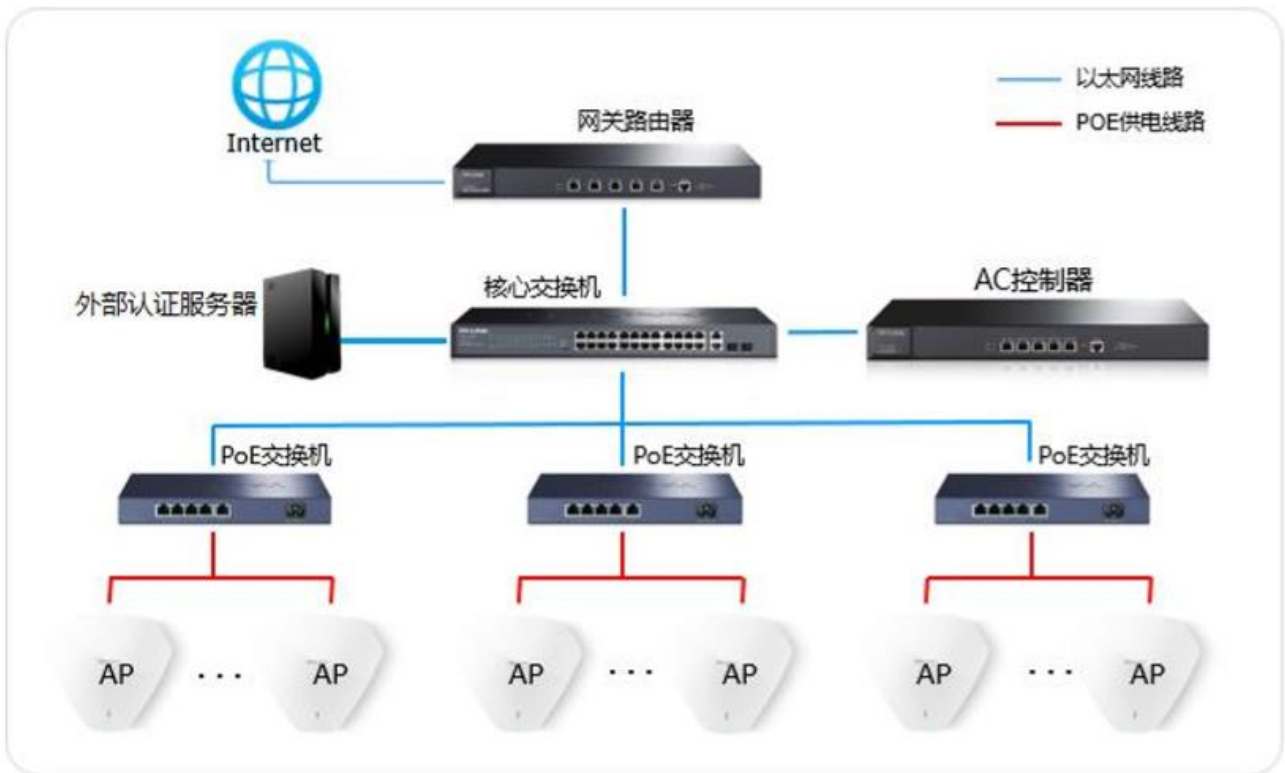 以太网线路
POE供电线路
Internet
网关路由器
外部认证服务器
核心交换机
AC控制器
PoE交换机
PoE交换机
PoE交换机
AP
...
AP
AP
...
AP
AP
...
AP